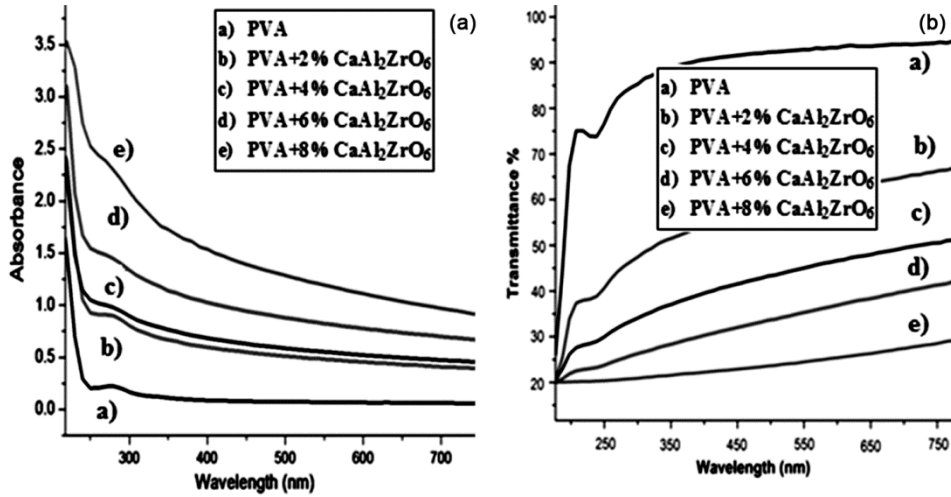 (a)
a) PVA
b) PVA+2% CaAl₂ZrO₆
c) PVA+4% CaAl₂ZrO₆
d) PVA+6% CaAl₂ZrO₆
e) PVA+8% CaAl₂ZrO₆
Absorbance
3.5
3.0
2.5
2.0
1.5
1.0
0.5
0.0
e)
d)
c)
b)
a)
300 400 500 600 700
Wavelength (nm)
(b)
a) PVA
b) PVA+2% CaAl₂ZrO₆
c) PVA+4% CaAl₂ZrO₆
d) PVA+6% CaAl₂ZrO₆
e) PVA+8% CaAl₂ZrO₆
Transmittance %
100
90
80
70
60
50
40
30
20
a)
b)
c)
d)
e)
250 350 450 550 650 750
Wavelength (nm)